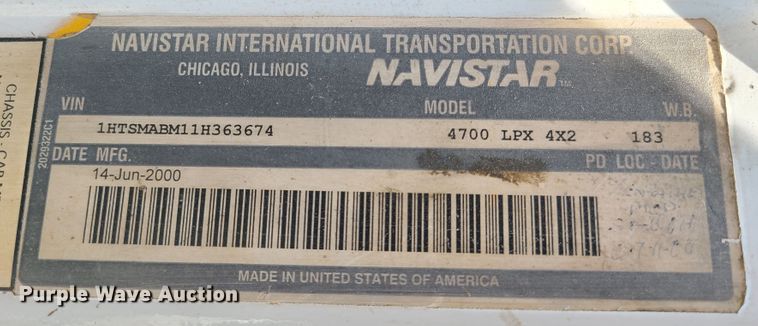 NAVISTAR INTERNATIONAL TRANSPORTATION CORP.
CHICAGO, ILLINOIS NAVISTAR
VIN MODEL W.B.
1HTSMABM11H363674 4700 LPX 4X2 183
DATE MFG. PD LOC - DATE
14-Jun-2000
MADE IN UNITED STATES OF AMERICA
2029322C1
Purple Wave Auction